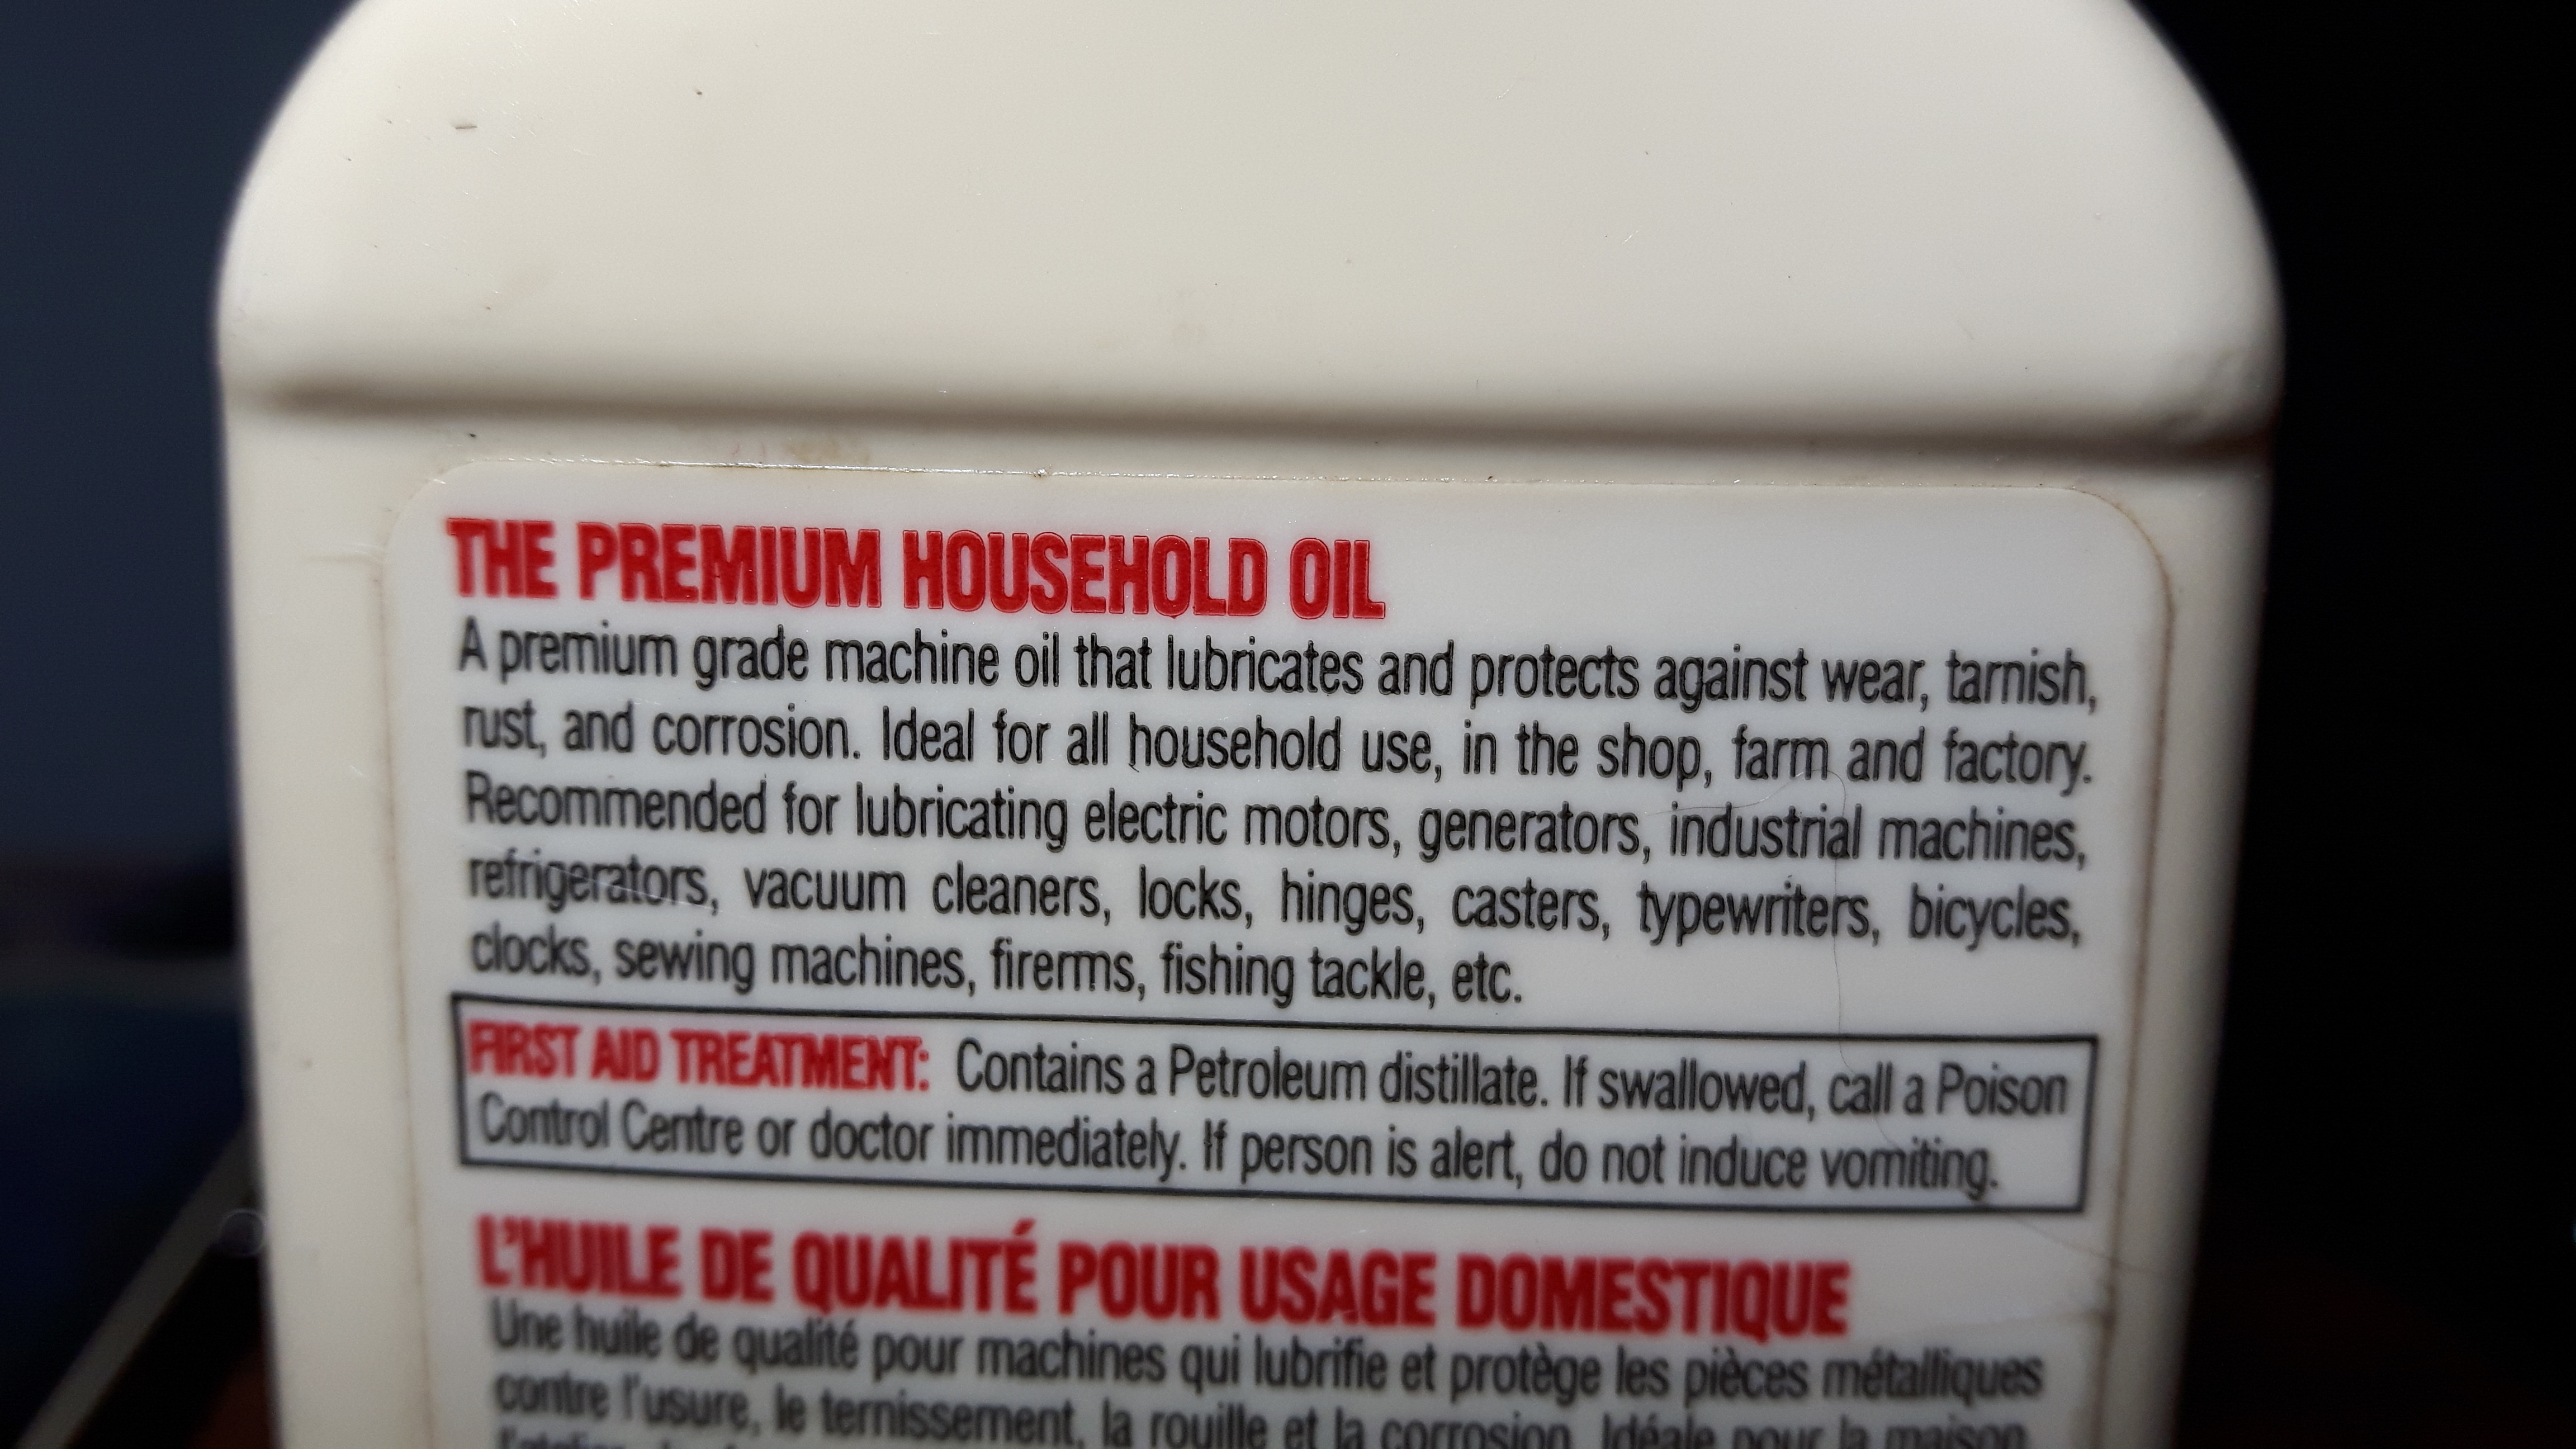 THE PREMIUM HOUSEHOLD OIL
A premium grade machine oil that lubricates and protects against wear, tarnish,
rust, and corrosion. Ideal for all household use, in the shop, farm and factory.
Recommended for lubricating electric motors, generators, industrial machines,
refrigerators, vacuum cleaners, locks, hinges, casters, typewriters, bicycles,
clocks, sewing machines, firerms, fishing tackle, etc.
FIRST AID TREATMENT: Contains a Petroleum distillate. If swallowed, call a Poison
Control Centre or doctor immediately. If person is alert, do not induce vomiting.
L'HUILE DE QUALITÉ POUR USAGE DOMESTIQUE
Une huile de qualité pour machines qui lubrifie et protège les pièces métalliques
contre l'usure, le ternissement, la rouille et la corrosion. Idéale pour la maison,